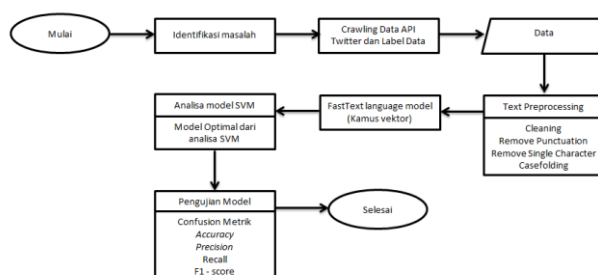 Mulai
Identifikasi masalah
Crawling Data API
Twitter dan Label Data
Data
Text Preprocessing
Cleaning
Remove Punctuation
Remove Single Character
Casefolding
FastText language model
(Kamus vektor)
Analisa model SVM
Model Optimal dari
analisa SVM
Pengujian Model
Confusion Metrik
Accuracy
Precision
Recall
F1 - score
Selesai